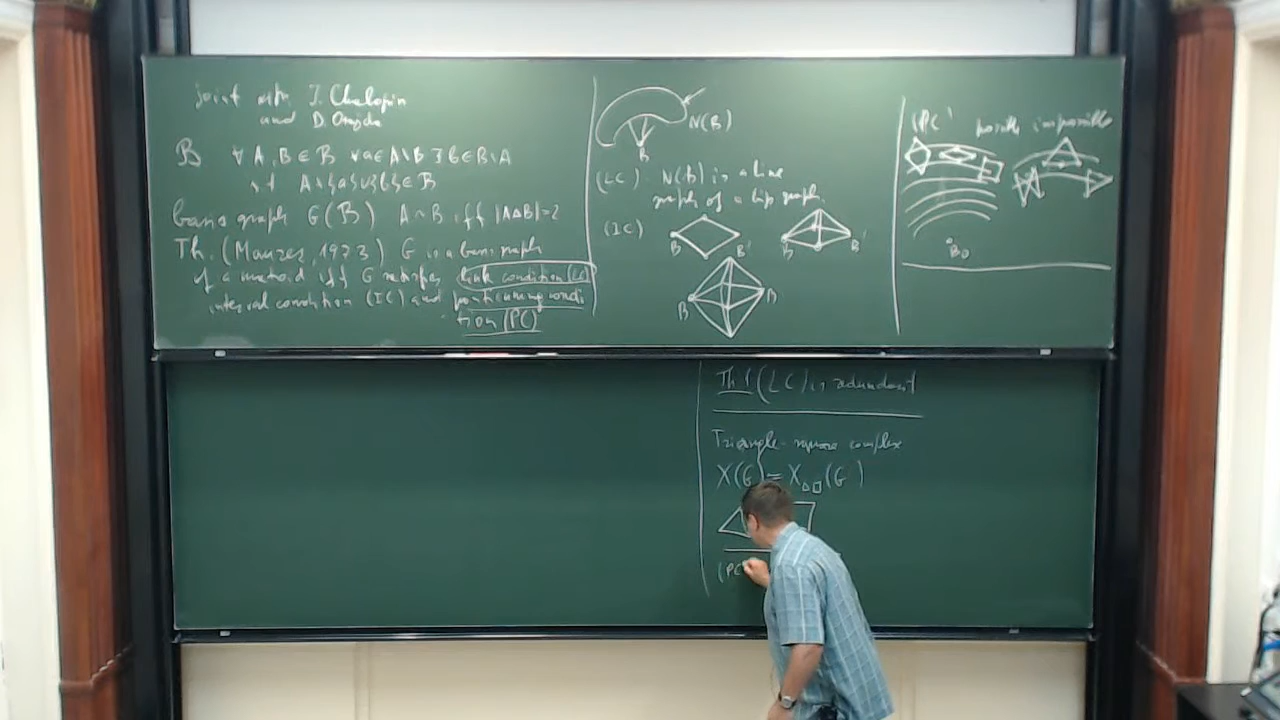 joint with J. Chalopin
and D. Osajda
B ∀ A, B ∈ B ∀ a ∈ A \ B ∃ b ∈ B \ A
st A \ {a} ∪ {b} ∈ B
basis graph G(B) A ~ B iff |A Δ B| = 2
Th. (Maurer, 1973) G is a basis graph
of a matroid iff G satisfies link condition (LC)
interval condition (IC) and positioning condi
tion (PC)
N(B)
B
(LC) N(b) is a line
graph of a bip graph.
(IC)
B B' B B'
B B
(PC) possible impossible
B₀
Th 1 (LC) is redundant
Triangle-square complex
X(G) = X△□(G)
(PC